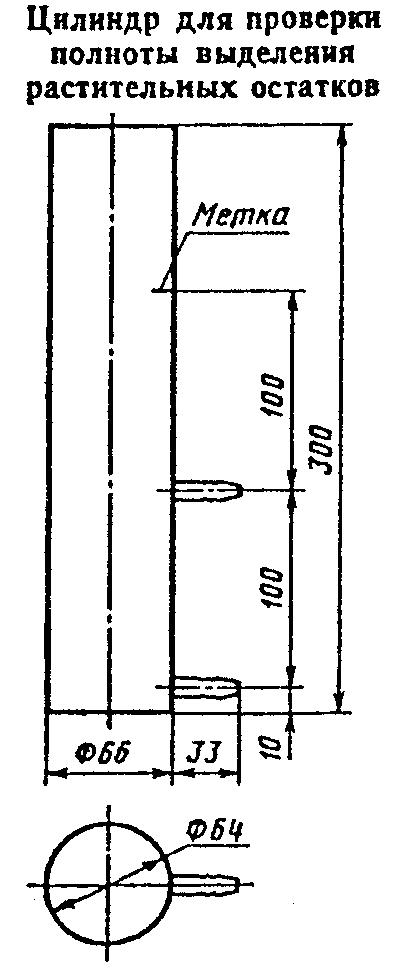 Цилиндр для проверки
полноты выделения
растительных остатков
Метка
100
300
100
10
Ф66
33
Ф64